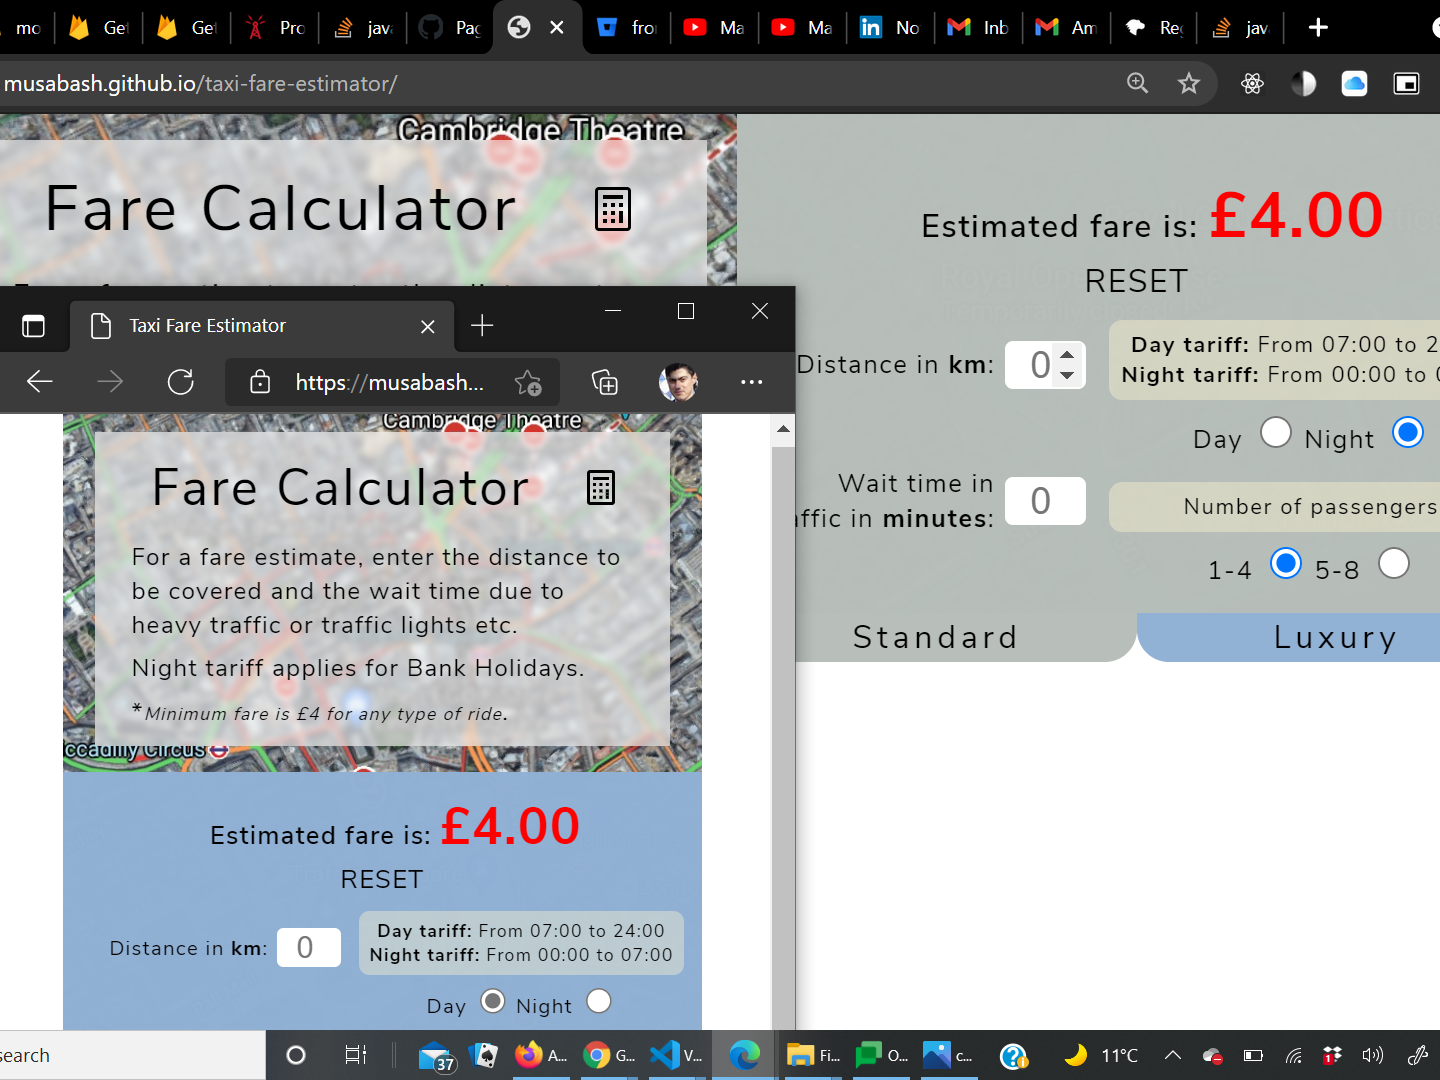 mo
Get
Get
Pro
jav
Pag
fro
Ma
Ma
No
Inb
Am
Re
jav
musabash.github.io/taxi-fare-estimator/
Cambridge Theatre
Fare Calculator
Estimated fare is: £4.00
RESET
Distance in km: 0
Day tariff: From 07:00 to 2
Night tariff: From 00:00 to 0
Day Night
Wait time in
affic in minutes: 0
Number of passengers
1-4 5-8
Standard Luxury
Taxi Fare Estimator
https://musabash...
Cambridge Theatre
Fare Calculator
For a fare estimate, enter the distance to
be covered and the wait time due to
heavy traffic or traffic lights etc.
Night tariff applies for Bank Holidays.
*Minimum fare is £4 for any type of ride.
ccadilly Circus
Estimated fare is: £4.00
RESET
Distance in km: 0
Day tariff: From 07:00 to 24:00
Night tariff: From 00:00 to 07:00
Day Night
search
37
A...
G...
V...
Fi...
O...
c...
11°C
1